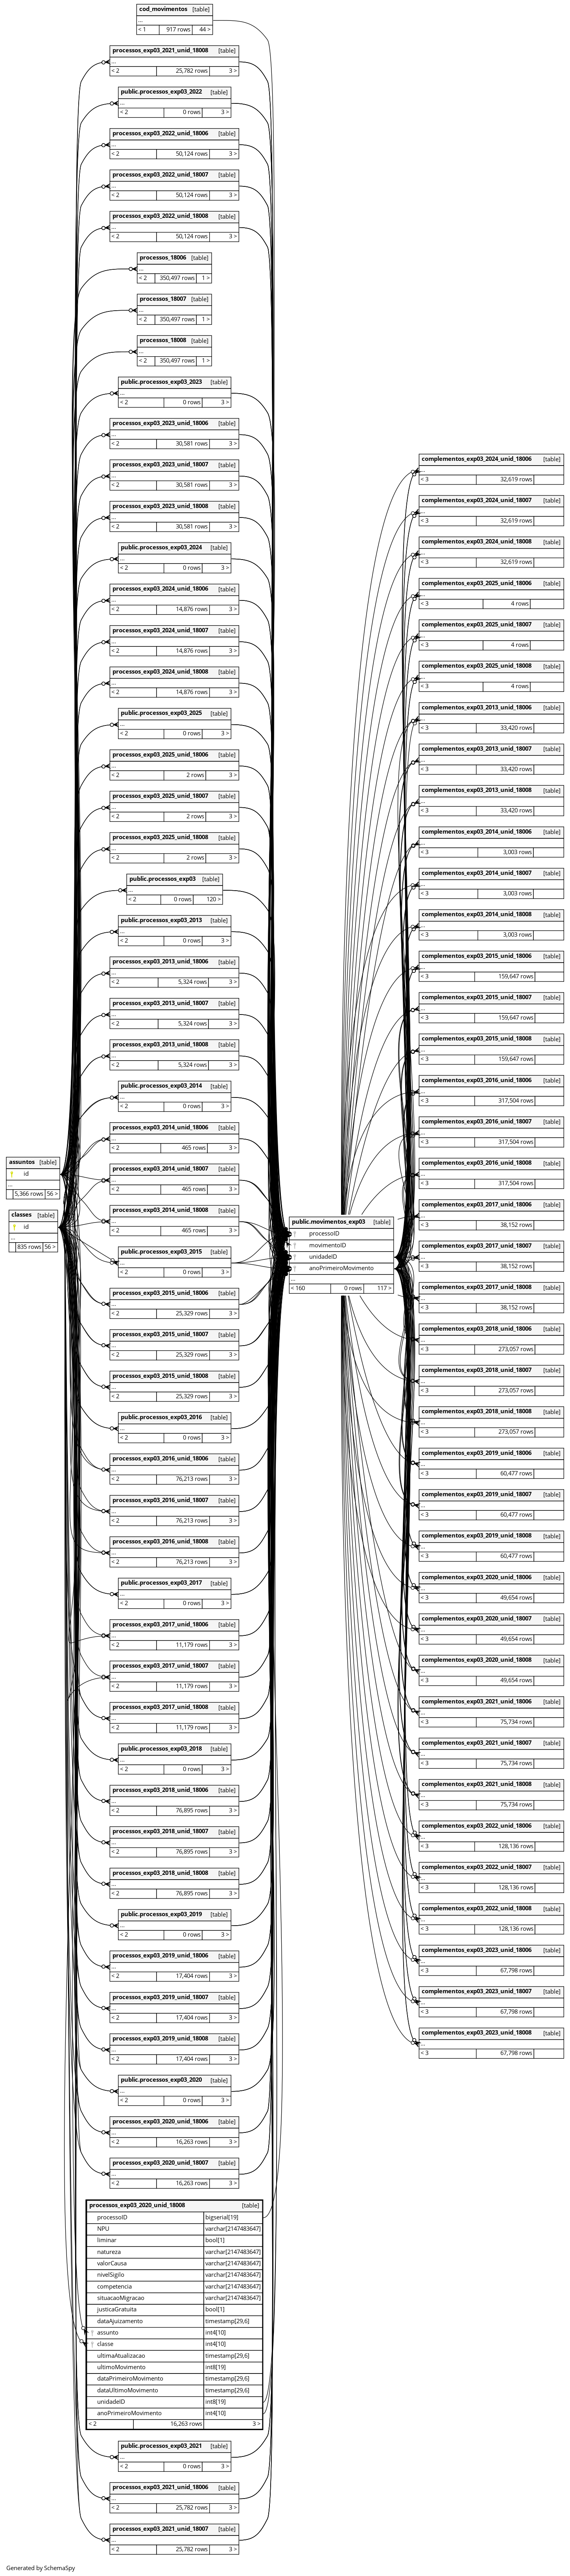 cod_movimentos [table]
...
< 1 917 rows 44 >
processos_exp03_2021_unid_18008 [table]
...
< 2 25,782 rows 3 >
public.processos_exp03_2022 [table]
...
< 2 0 rows 3 >
processos_exp03_2022_unid_18006 [table]
...
< 2 50,124 rows 3 >
processos_exp03_2022_unid_18007 [table]
...
< 2 50,124 rows 3 >
processos_exp03_2022_unid_18008 [table]
...
< 2 50,124 rows 3 >
processos_18006 [table]
...
< 2 350,497 rows 1 >
processos_18007 [table]
...
< 2 350,497 rows 1 >
processos_18008 [table]
...
< 2 350,497 rows 1 >
public.processos_exp03_2023 [table]
...
< 2 0 rows 3 >
processos_exp03_2023_unid_18006 [table]
...
< 2 30,581 rows 3 >
processos_exp03_2023_unid_18007 [table]
...
< 2 30,581 rows 3 >
processos_exp03_2023_unid_18008 [table]
...
< 2 30,581 rows 3 >
public.processos_exp03_2024 [table]
...
< 2 0 rows 3 >
processos_exp03_2024_unid_18006 [table]
...
< 2 14,876 rows 3 >
processos_exp03_2024_unid_18007 [table]
...
< 2 14,876 rows 3 >
processos_exp03_2024_unid_18008 [table]
...
< 2 14,876 rows 3 >
public.processos_exp03_2025 [table]
...
< 2 0 rows 3 >
processos_exp03_2025_unid_18006 [table]
...
< 2 2 rows 3 >
processos_exp03_2025_unid_18007 [table]
...
< 2 2 rows 3 >
processos_exp03_2025_unid_18008 [table]
...
< 2 2 rows 3 >
public.processos_exp03 [table]
...
< 2 0 rows 120 >
public.processos_exp03_2013 [table]
...
< 2 0 rows 3 >
processos_exp03_2013_unid_18006 [table]
...
< 2 5,324 rows 3 >
processos_exp03_2013_unid_18007 [table]
...
< 2 5,324 rows 3 >
processos_exp03_2013_unid_18008 [table]
...
< 2 5,324 rows 3 >
public.processos_exp03_2014 [table]
...
< 2 0 rows 3 >
processos_exp03_2014_unid_18006 [table]
...
< 2 465 rows 3 >
processos_exp03_2014_unid_18007 [table]
...
< 2 465 rows 3 >
processos_exp03_2014_unid_18008 [table]
...
< 2 465 rows 3 >
public.processos_exp03_2015 [table]
...
< 2 0 rows 3 >
processos_exp03_2015_unid_18006 [table]
...
< 2 25,329 rows 3 >
processos_exp03_2015_unid_18007 [table]
...
< 2 25,329 rows 3 >
processos_exp03_2015_unid_18008 [table]
...
< 2 25,329 rows 3 >
public.processos_exp03_2016 [table]
...
< 2 0 rows 3 >
processos_exp03_2016_unid_18006 [table]
...
< 2 76,213 rows 3 >
processos_exp03_2016_unid_18007 [table]
...
< 2 76,213 rows 3 >
processos_exp03_2016_unid_18008 [table]
...
< 2 76,213 rows 3 >
public.processos_exp03_2017 [table]
...
< 2 0 rows 3 >
processos_exp03_2017_unid_18006 [table]
...
< 2 11,179 rows 3 >
processos_exp03_2017_unid_18007 [table]
...
< 2 11,179 rows 3 >
processos_exp03_2017_unid_18008 [table]
...
< 2 11,179 rows 3 >
public.processos_exp03_2018 [table]
...
< 2 0 rows 3 >
processos_exp03_2018_unid_18006 [table]
...
< 2 76,895 rows 3 >
processos_exp03_2018_unid_18007 [table]
...
< 2 76,895 rows 3 >
processos_exp03_2018_unid_18008 [table]
...
< 2 76,895 rows 3 >
public.processos_exp03_2019 [table]
...
< 2 0 rows 3 >
processos_exp03_2019_unid_18006 [table]
...
< 2 17,404 rows 3 >
processos_exp03_2019_unid_18007 [table]
...
< 2 17,404 rows 3 >
processos_exp03_2019_unid_18008 [table]
...
< 2 17,404 rows 3 >
public.processos_exp03_2020 [table]
...
< 2 0 rows 3 >
processos_exp03_2020_unid_18006 [table]
...
< 2 16,263 rows 3 >
processos_exp03_2020_unid_18007 [table]
...
< 2 16,263 rows 3 >
processos_exp03_2020_unid_18008 [table]
processoID bigserial[19]
NPU varchar[2147483647]
liminar bool[1]
natureza varchar[2147483647]
valorCausa varchar[2147483647]
nivelSigilo varchar[2147483647]
competencia varchar[2147483647]
situacaoMigracao varchar[2147483647]
justicaGratuita bool[1]
dataAjuizamento timestamp[29,6]
assunto int4[10]
classe int4[10]
ultimaAtualizacao timestamp[29,6]
ultimoMovimento int8[19]
dataPrimeiroMovimento timestamp[29,6]
dataUltimoMovimento timestamp[29,6]
unidadeID int8[19]
anoPrimeiroMovimento int4[10]
< 2 16,263 rows 3 >
public.processos_exp03_2021 [table]
...
< 2 0 rows 3 >
processos_exp03_2021_unid_18006 [table]
...
< 2 25,782 rows 3 >
processos_exp03_2021_unid_18007 [table]
...
< 2 25,782 rows 3 >
assuntos [table]
id
...
5,366 rows 56 >
classes [table]
id
...
835 rows 56 >
public.movimentos_exp03 [table]
processoID
movimentoID
unidadeID
anoPrimeiroMovimento
...
< 160 0 rows 117 >
complementos_exp03_2024_unid_18006 [table]
...
< 3 32,619 rows
complementos_exp03_2024_unid_18007 [table]
...
< 3 32,619 rows
complementos_exp03_2024_unid_18008 [table]
...
< 3 32,619 rows
complementos_exp03_2025_unid_18006 [table]
...
< 3 4 rows
complementos_exp03_2025_unid_18007 [table]
...
< 3 4 rows
complementos_exp03_2025_unid_18008 [table]
...
< 3 4 rows
complementos_exp03_2013_unid_18006 [table]
...
< 3 33,420 rows
complementos_exp03_2013_unid_18007 [table]
...
< 3 33,420 rows
complementos_exp03_2013_unid_18008 [table]
...
< 3 33,420 rows
complementos_exp03_2014_unid_18006 [table]
...
< 3 3,003 rows
complementos_exp03_2014_unid_18007 [table]
...
< 3 3,003 rows
complementos_exp03_2014_unid_18008 [table]
...
< 3 3,003 rows
complementos_exp03_2015_unid_18006 [table]
...
< 3 159,647 rows
complementos_exp03_2015_unid_18007 [table]
...
< 3 159,647 rows
complementos_exp03_2015_unid_18008 [table]
...
< 3 159,647 rows
complementos_exp03_2016_unid_18006 [table]
...
< 3 317,504 rows
complementos_exp03_2016_unid_18007 [table]
...
< 3 317,504 rows
complementos_exp03_2016_unid_18008 [table]
...
< 3 317,504 rows
complementos_exp03_2017_unid_18006 [table]
...
< 3 38,152 rows
complementos_exp03_2017_unid_18007 [table]
...
< 3 38,152 rows
complementos_exp03_2017_unid_18008 [table]
...
< 3 38,152 rows
complementos_exp03_2018_unid_18006 [table]
...
< 3 273,057 rows
complementos_exp03_2018_unid_18007 [table]
...
< 3 273,057 rows
complementos_exp03_2018_unid_18008 [table]
...
< 3 273,057 rows
complementos_exp03_2019_unid_18006 [table]
...
< 3 60,477 rows
complementos_exp03_2019_unid_18007 [table]
...
< 3 60,477 rows
complementos_exp03_2019_unid_18008 [table]
...
< 3 60,477 rows
complementos_exp03_2020_unid_18006 [table]
...
< 3 49,654 rows
complementos_exp03_2020_unid_18007 [table]
...
< 3 49,654 rows
complementos_exp03_2020_unid_18008 [table]
...
< 3 49,654 rows
complementos_exp03_2021_unid_18006 [table]
...
< 3 75,734 rows
complementos_exp03_2021_unid_18007 [table]
...
< 3 75,734 rows
complementos_exp03_2021_unid_18008 [table]
...
< 3 75,734 rows
complementos_exp03_2022_unid_18006 [table]
...
< 3 128,136 rows
complementos_exp03_2022_unid_18007 [table]
...
< 3 128,136 rows
complementos_exp03_2022_unid_18008 [table]
...
< 3 128,136 rows
complementos_exp03_2023_unid_18006 [table]
...
< 3 67,798 rows
complementos_exp03_2023_unid_18007 [table]
...
< 3 67,798 rows
complementos_exp03_2023_unid_18008 [table]
...
< 3 67,798 rows
Generated by SchemaSpy